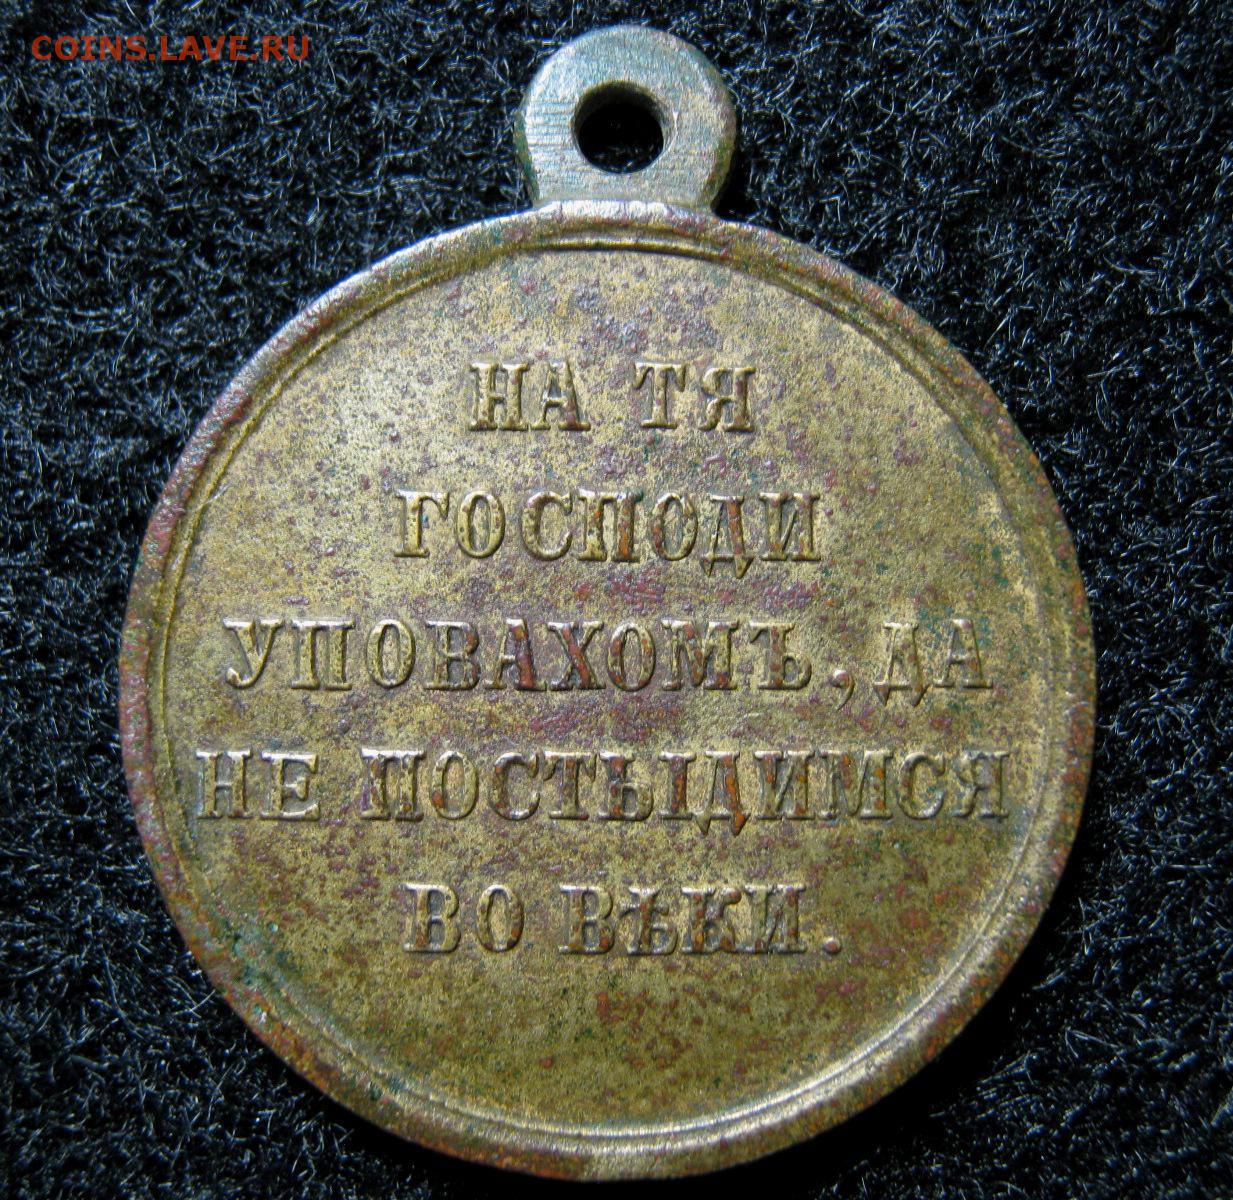 COINS.LAVE.RU
НА ТЯ
ГОСПОДИ
УПОВАХОМЪ, ДА
НЕ ПОСТЫДИМСЯ
ВО ВѢКИ.